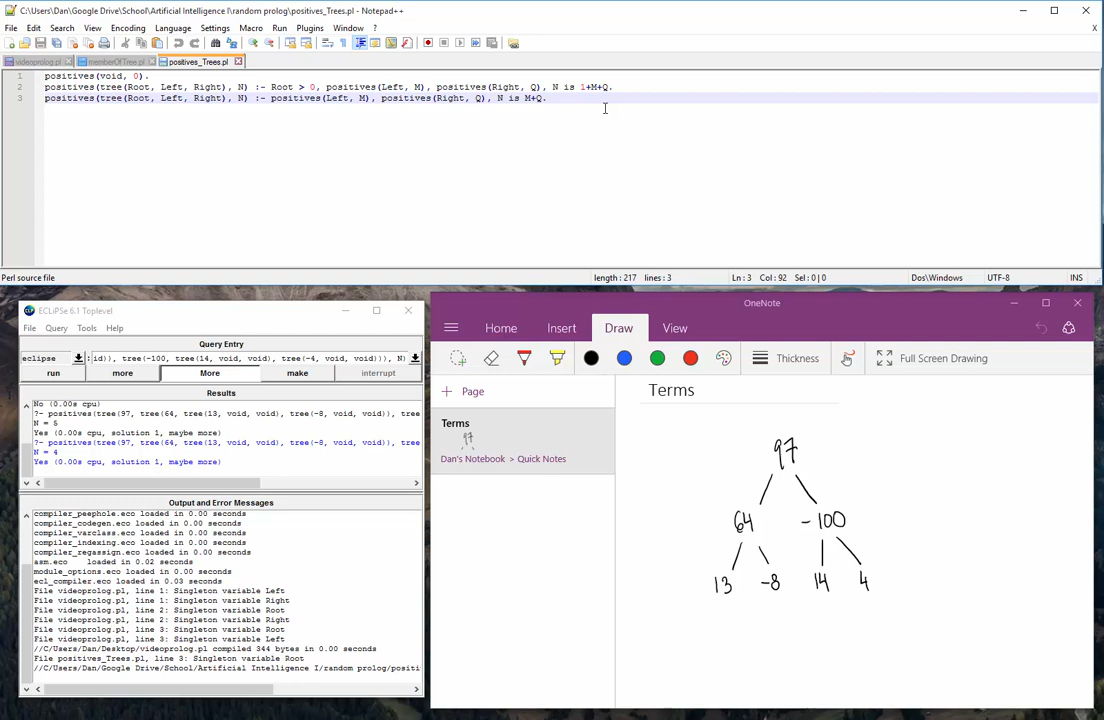 C:\Users\Dan\Google Drive\School\Artificial Intelligence I\random prolog\positives_Trees.pl - Notepad++
File Edit Search View Encoding Language Settings Macro Run Plugins Window ?
X
videoprolog.pl memberOfTree.pl positives_Trees.pl
1 positives(void, 0).
2 positives(tree(Root, Left, Right), N) :- Root > 0, positives(Left, M), positives(Right, Q), N is 1+M+Q.
3 positives(tree(Root, Left, Right), N) :- positives(Left, M), positives(Right, Q), N is M+Q.
Perl source file length : 217 lines : 3 Ln : 3 Col : 92 Sel : 0 | 0 Dos\Windows UTF-8 INS
ECLiPSe 6.1 Toplevel
File Query Tools Help
Query Entry
eclipse : id)), tree(-100, tree(14, void, void), tree(-4, void, void))), N)
run more More make interrupt
Results
No (0.00s cpu)
?- positives(tree(97, tree(64, tree(13, void, void), tree(-8, void, void)), tree
N = 5
Yes (0.00s cpu, solution 1, maybe more)
?- positives(tree(97, tree(64, tree(13, void, void), tree(-8, void, void)), tree
N = 4
Yes (0.00s cpu, solution 1, maybe more)
Output and Error Messages
compiler_peephole.eco loaded in 0.00 seconds
compiler_codegen.eco loaded in 0.00 seconds
compiler_varclass.eco loaded in 0.00 seconds
compiler_indexing.eco loaded in 0.00 seconds
compiler_regassign.eco loaded in 0.00 seconds
asm.eco loaded in 0.02 seconds
module_options.eco loaded in 0.00 seconds
ecl_compiler.eco loaded in 0.03 seconds
File videoprolog.pl, line 1: Singleton variable Left
File videoprolog.pl, line 1: Singleton variable Right
File videoprolog.pl, line 2: Singleton variable Root
File videoprolog.pl, line 2: Singleton variable Right
File videoprolog.pl, line 3: Singleton variable Root
File videoprolog.pl, line 3: Singleton variable Left
//C/Users/Dan/Desktop/videoprolog.pl compiled 344 bytes in 0.00 seconds
File positives_Trees.pl, line 3: Singleton variable Root
//C/Users/Dan/Google Drive/School/Artificial Intelligence I/random prolog/positi
OneNote
Home Insert Draw View
Thickness Full Screen Drawing
+ Page
Terms
97
Dan's Notebook > Quick Notes
Terms
97
64 -100
13 -8 14 4